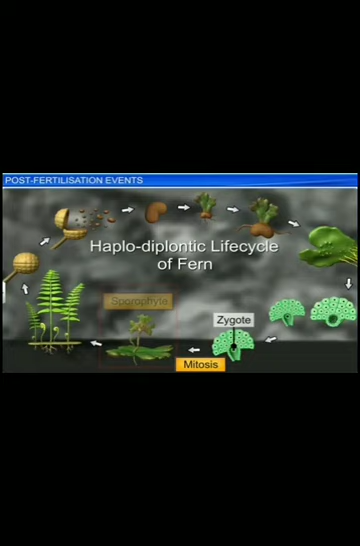 POST-FERTILISATION EVENTS
Haplo-diplontic Lifecycle
of Fern
Sporophyte
Zygote
Mitosis